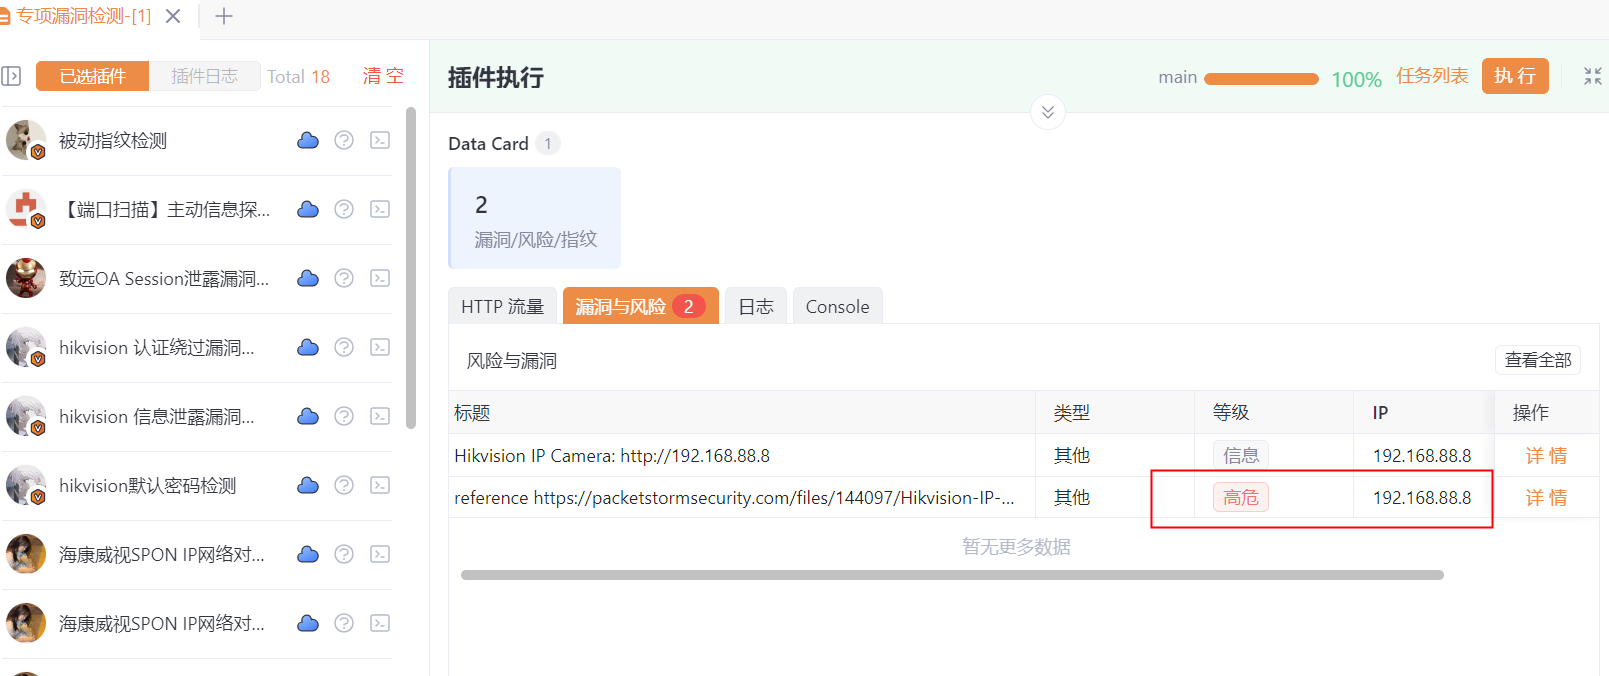 专项漏洞检测-[1]
已选插件 插件日志 Total 18 清 空
被动指纹检测
【端口扫描】主动信息探...
致远OA Session泄露漏洞...
hikvision 认证绕过漏洞...
hikvision 信息泄露漏洞...
hikvision默认密码检测
海康威视SPON IP网络对...
海康威视SPON IP网络对...
插件执行
main 100% 任务列表 执 行
Data Card 1
2
漏洞/风险/指纹
HTTP 流量 漏洞与风险 2 日志 Console
风险与漏洞 查看全部
标题 类型 等级 IP 操作
Hikvision IP Camera: http://192.168.88.8 其他 信息 192.168.88.8 详 情
reference https://packetstormsecurity.com/files/144097/Hikvision-IP-... 其他 高危 192.168.88.8 详 情
暂无更多数据